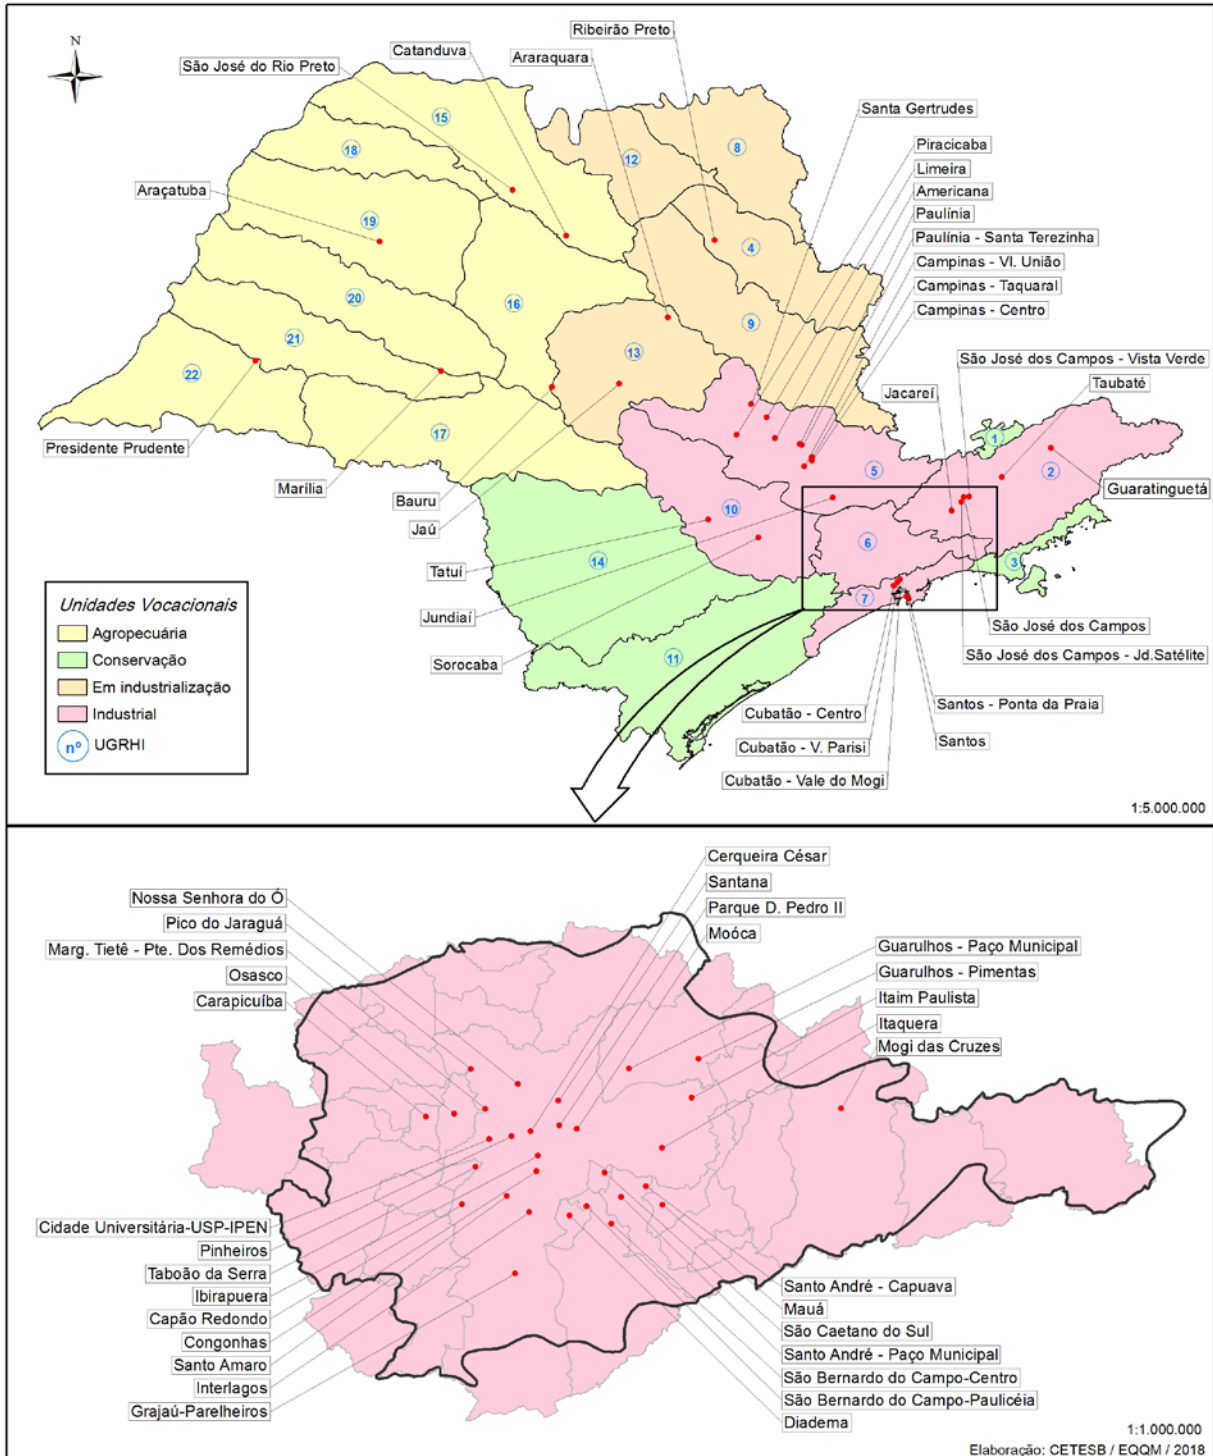 N
Ribeirão Preto
Catanduva
Araraquara
São José do Rio Preto
Santa Gertrudes
Piracicaba
Limeira
Americana
Paulínia
Paulínia - Santa Terezinha
Campinas - Vl. União
Campinas - Taquaral
Campinas - Centro
São José dos Campos - Vista Verde
Taubaté
Jacareí
Araçatuba
15
18
12
8
19
4
20
16
9
21
13
22
17
1
5
2
10
6
3
14
7
11
Presidente Prudente
Marília
Bauru
Jaú
Guaratinguetá
Tatuí
Jundiaí
Sorocaba
São José dos Campos
São José dos Campos - Jd.Satélite
Santos - Ponta da Praia
Santos
Cubatão - Centro
Cubatão - V. Parisi
Cubatão - Vale do Mogi
Unidades Vocacionais
Agropecuária
Conservação
Em industrialização
Industrial
nº UGRHI
1:5.000.000
Cerqueira César
Santana
Parque D. Pedro II
Moóca
Nossa Senhora do Ó
Pico do Jaraguá
Marg. Tietê - Pte. Dos Remédios
Osasco
Carapicuíba
Guarulhos - Paço Municipal
Guarulhos - Pimentas
Itaim Paulista
Itaquera
Mogi das Cruzes
Cidade Universitária-USP-IPEN
Pinheiros
Taboão da Serra
Ibirapuera
Capão Redondo
Congonhas
Santo Amaro
Interlagos
Grajaú-Parelheiros
Santo André - Capuava
Mauá
São Caetano do Sul
Santo André - Paço Municipal
São Bernardo do Campo-Centro
São Bernardo do Campo-Paulicéia
Diadema
1:1.000.000
Elaboração: CETESB / EQQM / 2018